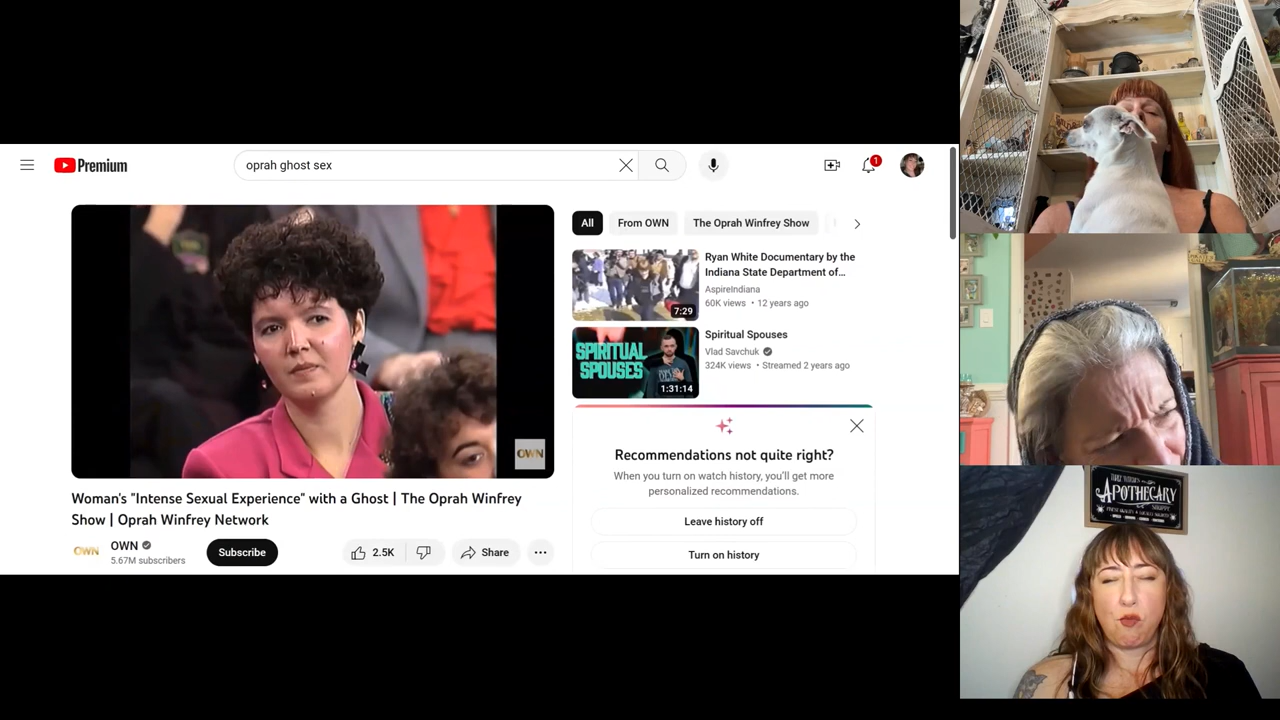 Premium
oprah ghost sex
1
All
From OWN
The Oprah Winfrey Show
Ryan White Documentary by the
Indiana State Department of...
AspireIndiana
60K views • 12 years ago
7:29
Spiritual Spouses
Vlad Savchuk
324K views • Streamed 2 years ago
SPIRITUAL
SPOUSES
1:31:14
OWN
Recommendations not quite right?
When you turn on watch history, you'll get more
personalized recommendations.
Leave history off
Turn on history
Woman's "Intense Sexual Experience" with a Ghost | The Oprah Winfrey
Show | Oprah Winfrey Network
OWN
OWN
5.67M subscribers
Subscribe
2.5K
Share
APOTHECARY
SHOPPE